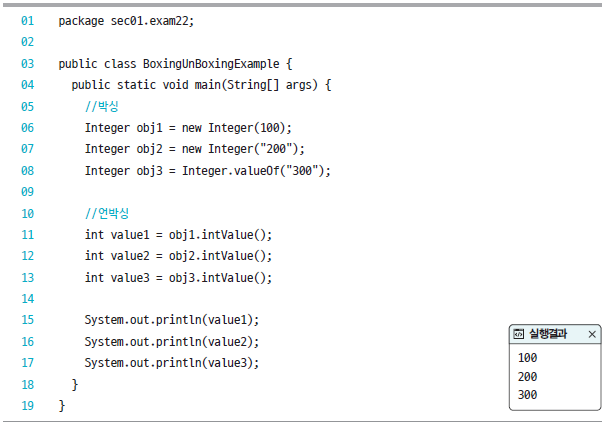 01 package sec01.exam22;
02
03 public class BoxingUnBoxingExample {
04 public static void main(String[] args) {
05 //박싱
06 Integer obj1 = new Integer(100);
07 Integer obj2 = new Integer("200");
08 Integer obj3 = Integer.valueOf("300");
09
10 //언박싱
11 int value1 = obj1.intValue();
12 int value2 = obj2.intValue();
13 int value3 = obj3.intValue();
14
15 System.out.println(value1);
16 System.out.println(value2);
17 System.out.println(value3);
18 }
19 }
실행결과
100
200
300